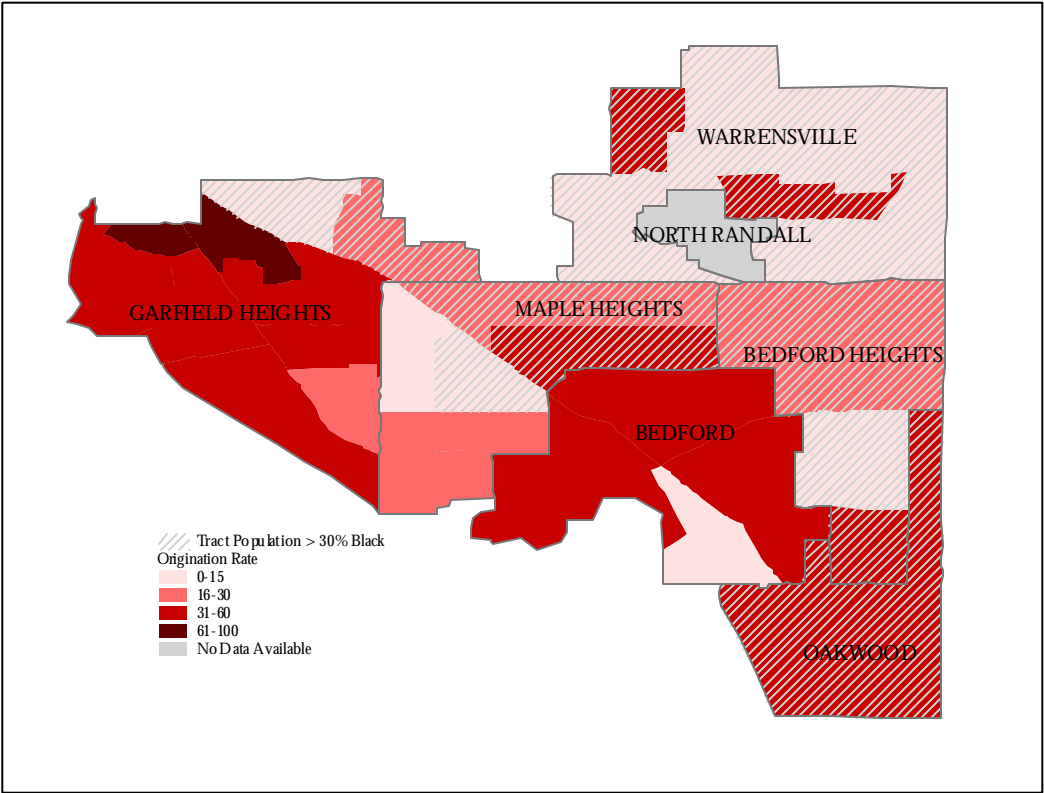 WARRENSVILLE
NORTH RANDALL
GARFIELD HEIGHTS
MAPLE HEIGHTS
BEDFORD HEIGHTS
BEDFORD
Tract Population > 30% Black
Origination Rate
0-15
16-30
31-60
61-100
No Data Available
OAKWOOD